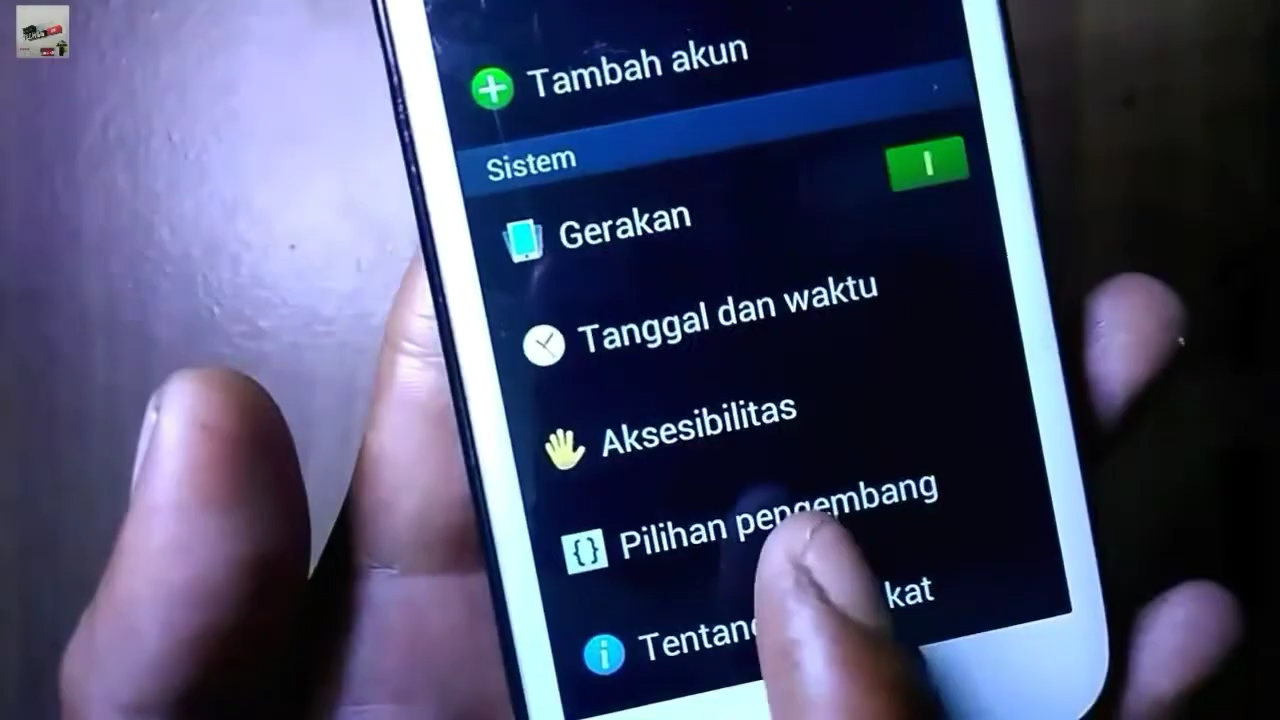 Tambah akun
Sistem
Gerakan
Tanggal dan waktu
Aksesibilitas
Pilihan pengembang
kat